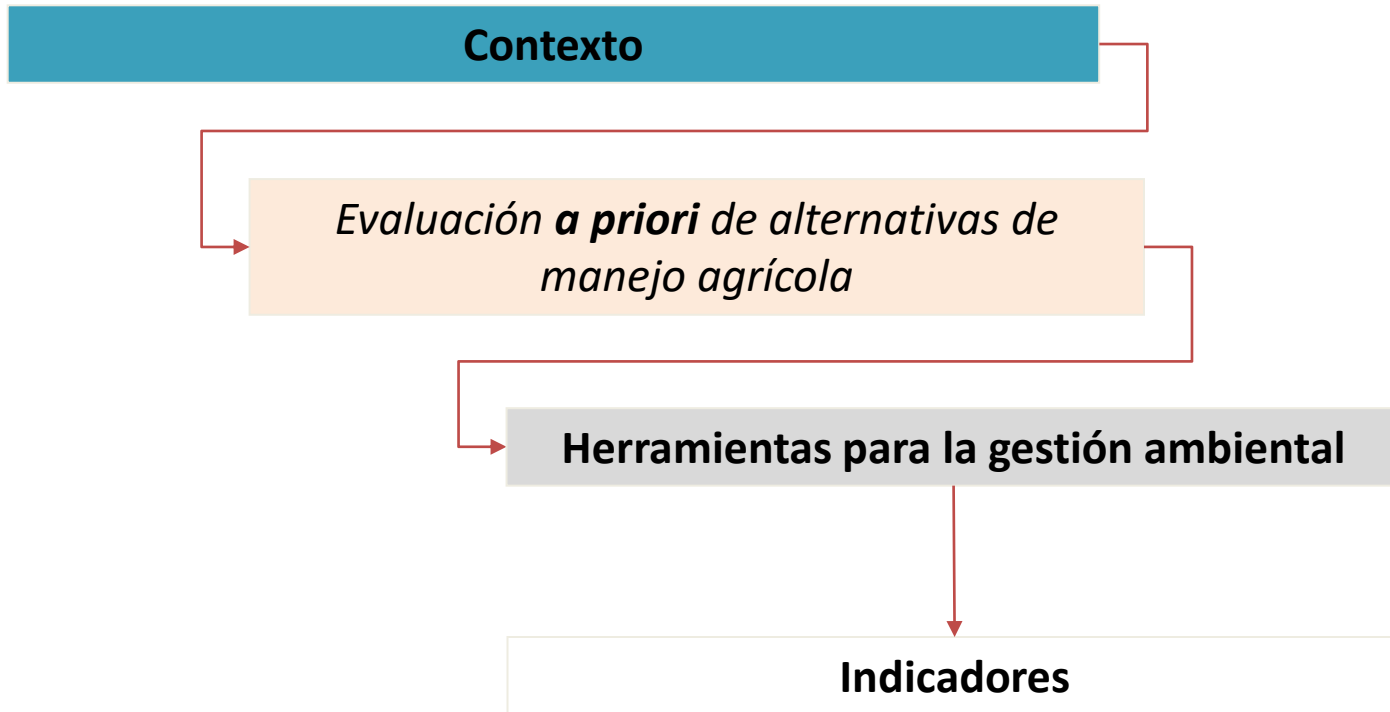 Contexto
Evaluación a priori de alternativas de
manejo agrícola
Herramientas para la gestión ambiental
Indicadores